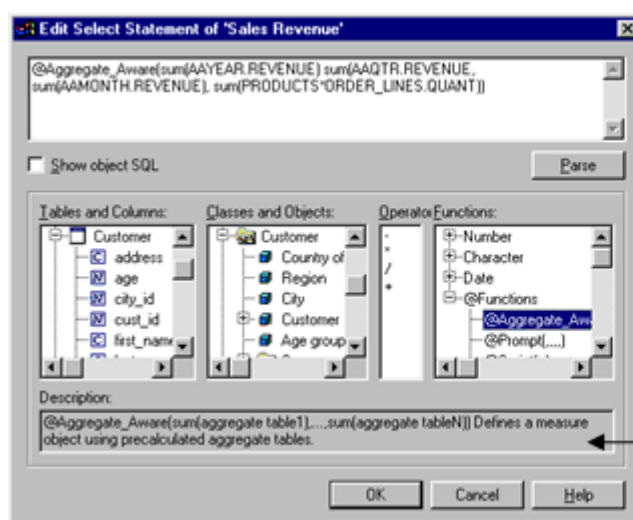 Edit Select Statement of 'Sales Revenue'
@Aggregate_Aware(sum(AAYEAR.REVENUE) sum(AAQTR.REVENUE,
sum(AAMONTH.REVENUE), sum(PRODUCTS*ORDER_LINES.QUANT))
Show object SQL
Parse
Tables and Columns:
Classes and Objects:
Operator
Functions:
Customer
address
age
city_id
cust_id
first_name
Customer
Country of
Region
City
Customer
Age group
-
*
/
*
Number
Character
Date
@Functions
@Aggregate_Aw
@Prompt(,...)
Description:
@Aggregate_Aware(sum(aggregate table1),...,sum(aggregate tableN)) Defines a measure
object using precalculated aggregate tables.
OK
Cancel
Help